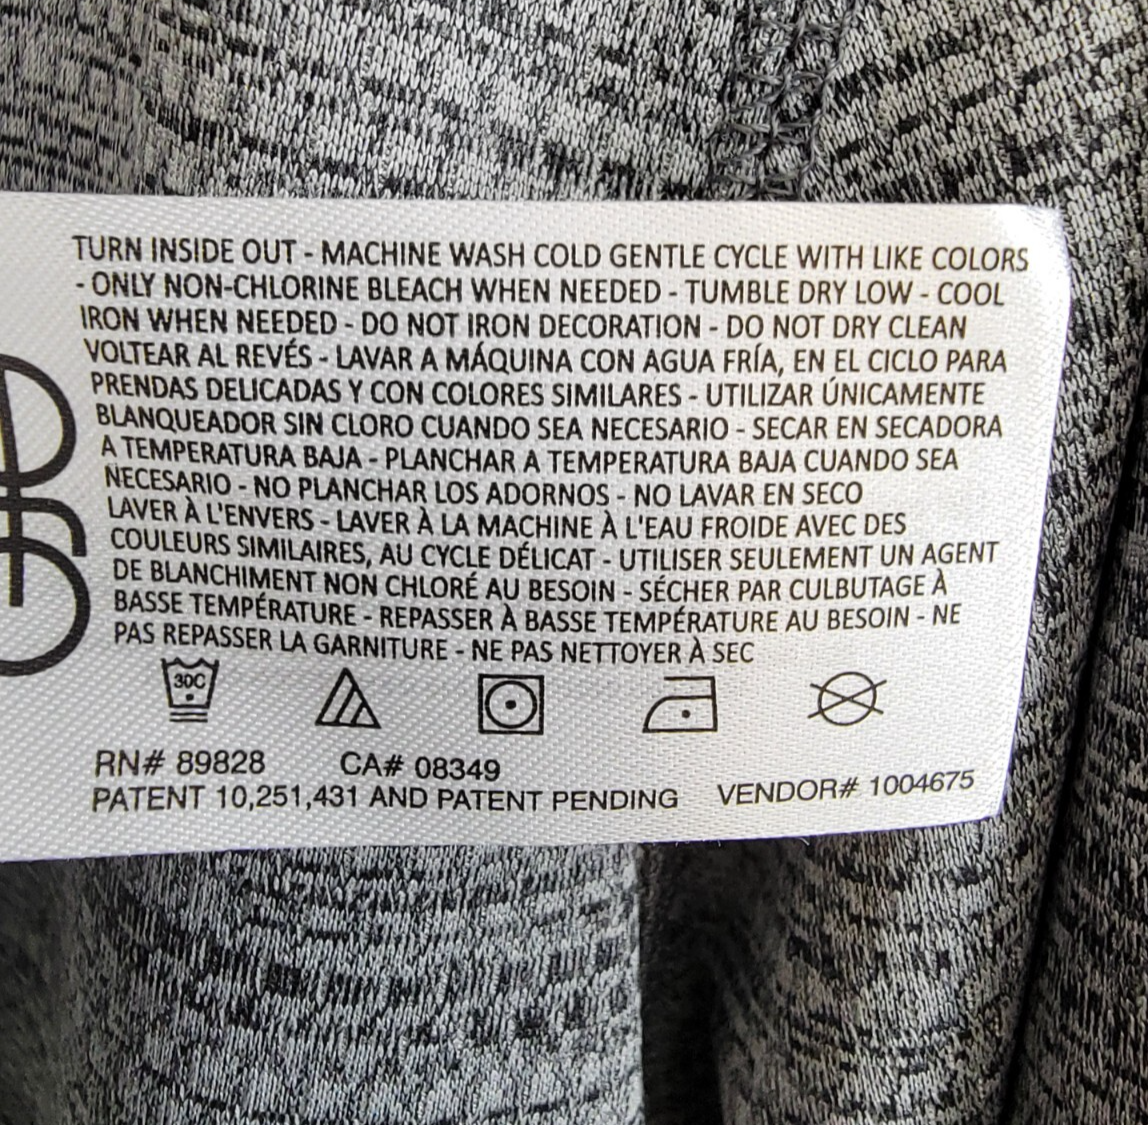 TURN INSIDE OUT - MACHINE WASH COLD GENTLE CYCLE WITH LIKE COLORS
- ONLY NON-CHLORINE BLEACH WHEN NEEDED - TUMBLE DRY LOW - COOL
IRON WHEN NEEDED - DO NOT IRON DECORATION - DO NOT DRY CLEAN
VOLTEAR AL REVÉS - LAVAR A MÁQUINA CON AGUA FRÍA, EN EL CICLO PARA
PRENDAS DELICADAS Y CON COLORES SIMILARES - UTILIZAR ÚNICAMENTE
BLANQUEADOR SIN CLORO CUANDO SEA NECESARIO - SECAR EN SECADORA
A TEMPERATURA BAJA - PLANCHAR A TEMPERATURA BAJA CUANDO SEA
NECESARIO - NO PLANCHAR LOS ADORNOS - NO LAVAR EN SECO
LAVER À L'ENVERS - LAVER À LA MACHINE À L'EAU FROIDE AVEC DES
COULEURS SIMILAIRES, AU CYCLE DÉLICAT - UTILISER SEULEMENT UN AGENT
DE BLANCHIMENT NON CHLORÉ AU BESOIN - SÉCHER PAR CULBUTAGE À
BASSE TEMPÉRATURE - REPASSER À BASSE TEMPÉRATURE AU BESOIN - NE
PAS REPASSER LA GARNITURE - NE PAS NETTOYER À SEC
30C
RN# 89828 CA# 08349
PATENT 10,251,431 AND PATENT PENDING VENDOR# 1004675